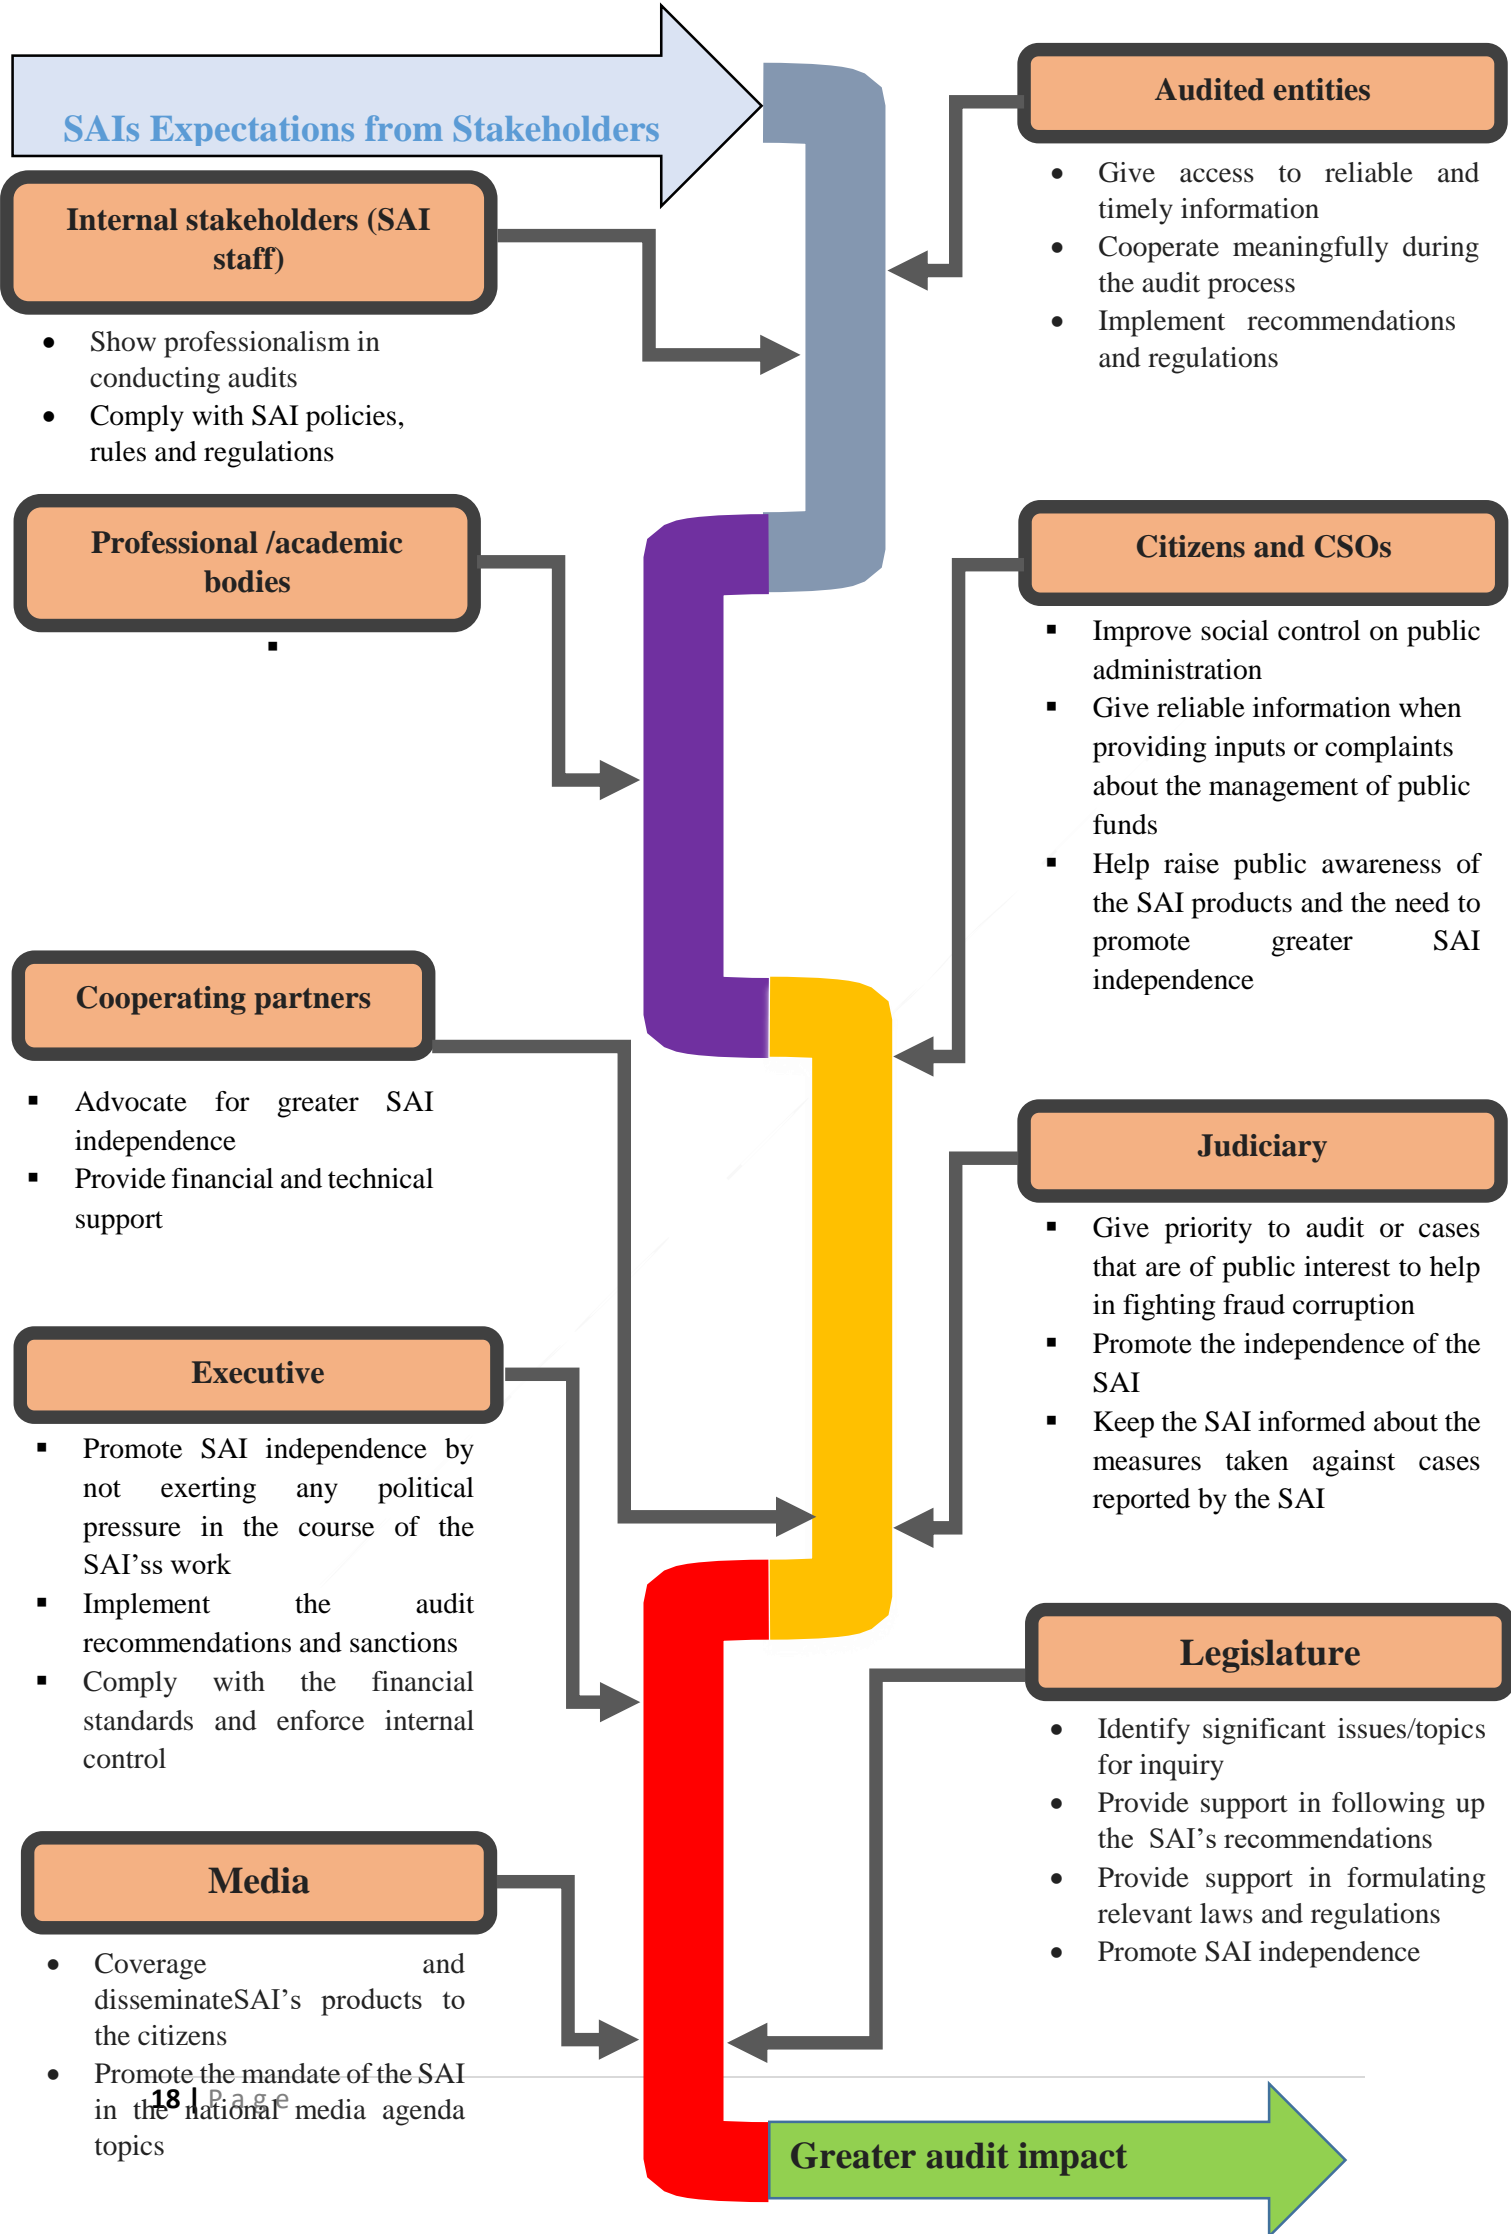 SAIs Expectations from Stakeholders
Internal stakeholders (SAI
staff)
• Show professionalism in
conducting audits
• Comply with SAI policies,
rules and regulations
Professional /academic
bodies
▪
Cooperating partners
▪ Advocate for greater SAI
independence
▪ Provide financial and technical
support
Executive
▪ Promote SAI independence by
not exerting any political
pressure in the course of the
SAI’ss work
▪ Implement the audit
recommendations and sanctions
▪ Comply with the financial
standards and enforce internal
control
Media
• Coverage and
disseminateSAI’s products to
the citizens
• Promote the mandate of the SAI
in the national media agenda
topics
Audited entities
• Give access to reliable and
timely information
• Cooperate meaningfully during
the audit process
• Implement recommendations
and regulations
Citizens and CSOs
▪ Improve social control on public
administration
▪ Give reliable information when
providing inputs or complaints
about the management of public
funds
▪ Help raise public awareness of
the SAI products and the need to
promote greater SAI
independence
Judiciary
▪ Give priority to audit or cases
that are of public interest to help
in fighting fraud corruption
▪ Promote the independence of the
SAI
▪ Keep the SAI informed about the
measures taken against cases
reported by the SAI
Legislature
• Identify significant issues/topics
for inquiry
• Provide support in following up
the SAI’s recommendations
• Provide support in formulating
relevant laws and regulations
• Promote SAI independence
Greater audit impact
18 | Page